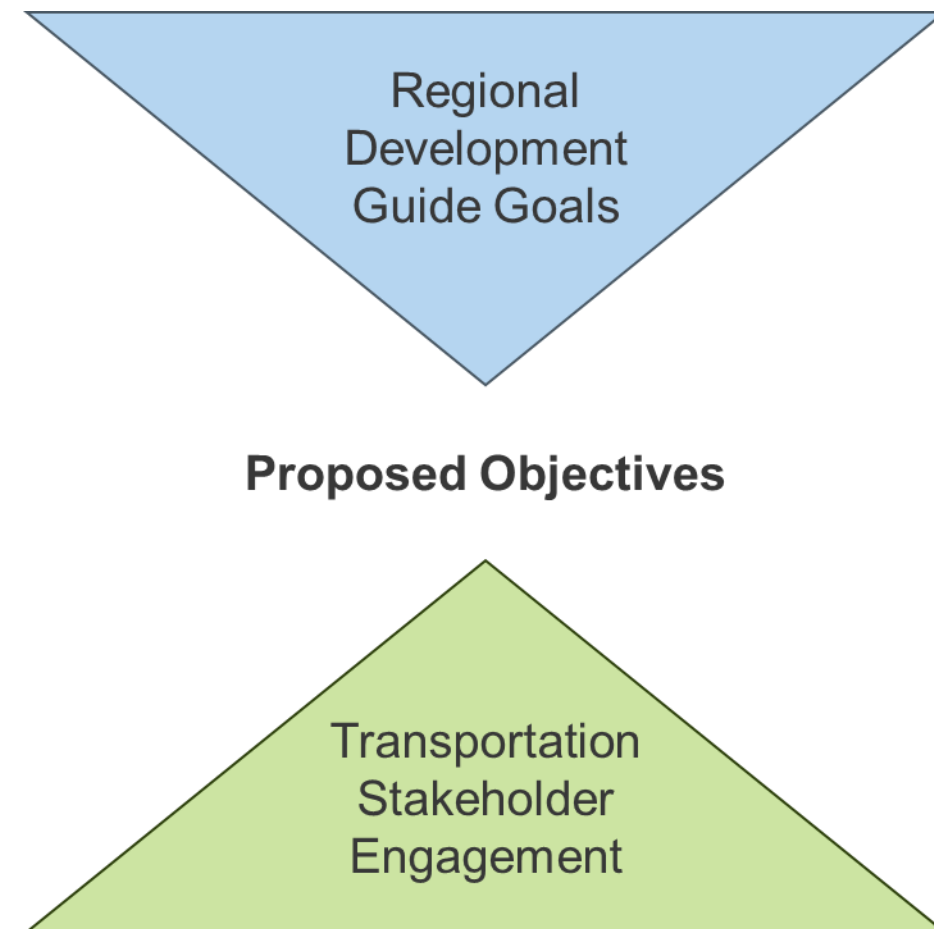 Regional
Development
Guide Goals
Proposed Objectives
Transportation
Stakeholder
Engagement